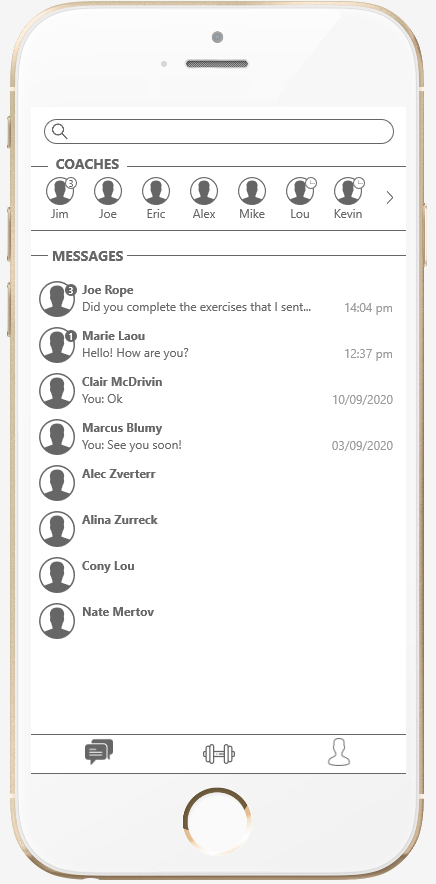 COACHES
3
Jim Joe Eric Alex Mike Lou Kevin
MESSAGES
3 Joe Rope
Did you complete the exercises that I sent... 14:04 pm
1 Marie Laou
Hello! How are you? 12:37 pm
Clair McDrivin
You: Ok 10/09/2020
Marcus Blumy
You: See you soon! 03/09/2020
Alec Zverterr
Alina Zurreck
Cony Lou
Nate Mertov